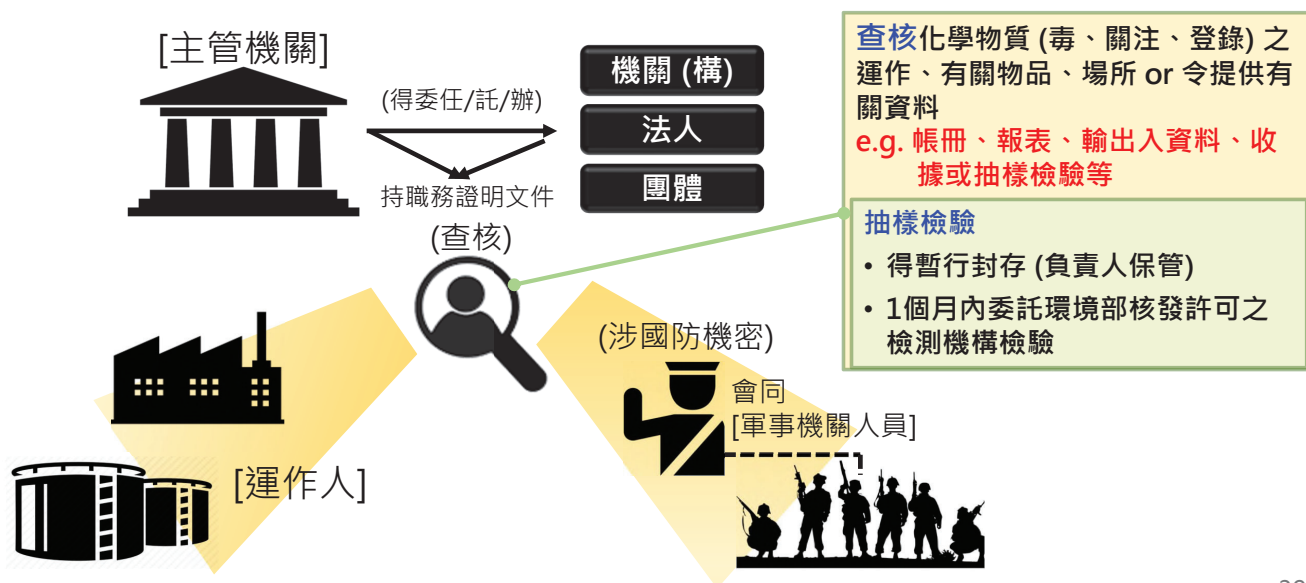 [主管機關]
(得委任/託/辦)
機關 (構)
法人
團體
持職務證明文件
(查核)
查核化學物質 (毒、關注、登錄) 之
運作、有關物品、場所 or 令提供有
關資料
e.g. 帳冊、報表、輸出入資料、收
據或抽樣檢驗等
抽樣檢驗
• 得暫行封存 (負責人保管)
• 1個月內委託環境部核發許可之
檢測機構檢驗
(涉國防機密)
會同
[軍事機關人員]
[運作人]